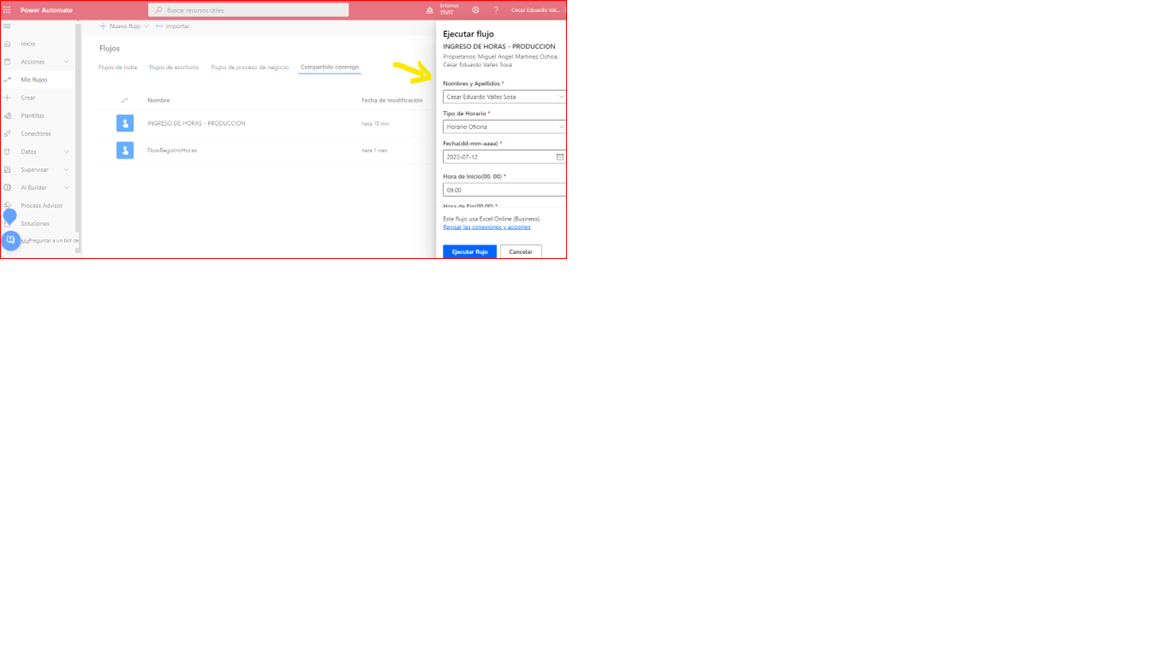 Power Automate
Buscar recursos útiles
Entornos
TIVIT
?
Cesar Eduardo Val...
Nuevo flujo
Importar
Inicio
Acciones
Mis flujos
Crear
Plantillas
Conectores
Datos
Supervisar
AI Builder
Process Advisor
Soluciones
Preguntar a un bot de
Flujos
Flujos de nube
Flujos de escritorio
Flujos de proceso de negocio
Compartido conmigo
Nombre
Fecha de modificación
INGRESO DE HORAS - PRODUCCION
hace 10 min
FlowRegistroHoras
hace 1 mes
Ejecutar flujo
INGRESO DE HORAS - PRODUCCION
Propietarios: Miguel Angel Martinez Ochoa,
Cesar Eduardo Valles Sosa
Nombres y Apellidos *
Cesar Eduardo Valles Sosa
Tipo de Horario *
Horario Oficina
Fecha(dd-mm-aaaa) *
2022-07-12
Hora de Inicio(00. 00) *
09.00
Hora de Fin(00.00) *
Este flujo usa Excel Online (Business).
Revisar las conexiones y acciones
Ejecutar flujo
Cancelar